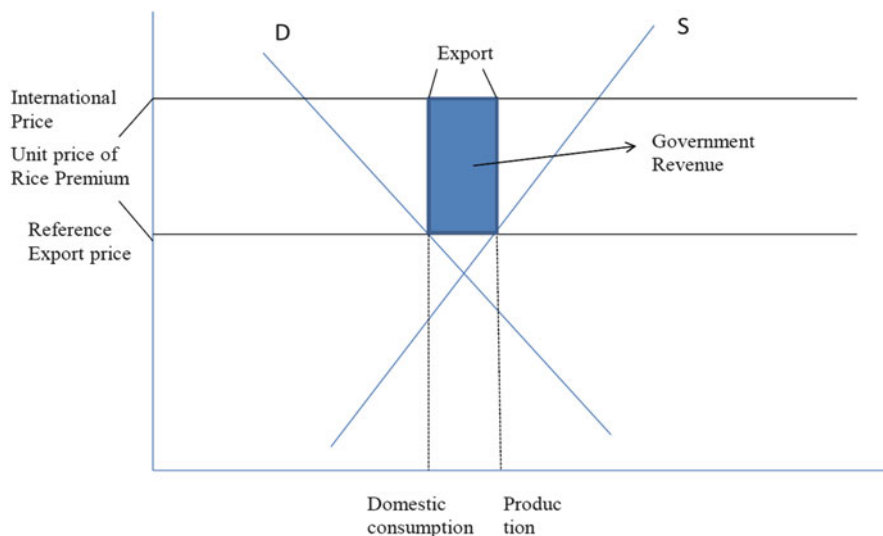 D
S
Export
International
Price
Unit price of
Rice Premium
Government
Revenue
Reference
Export price
Domestic
consumption
Produc
tion